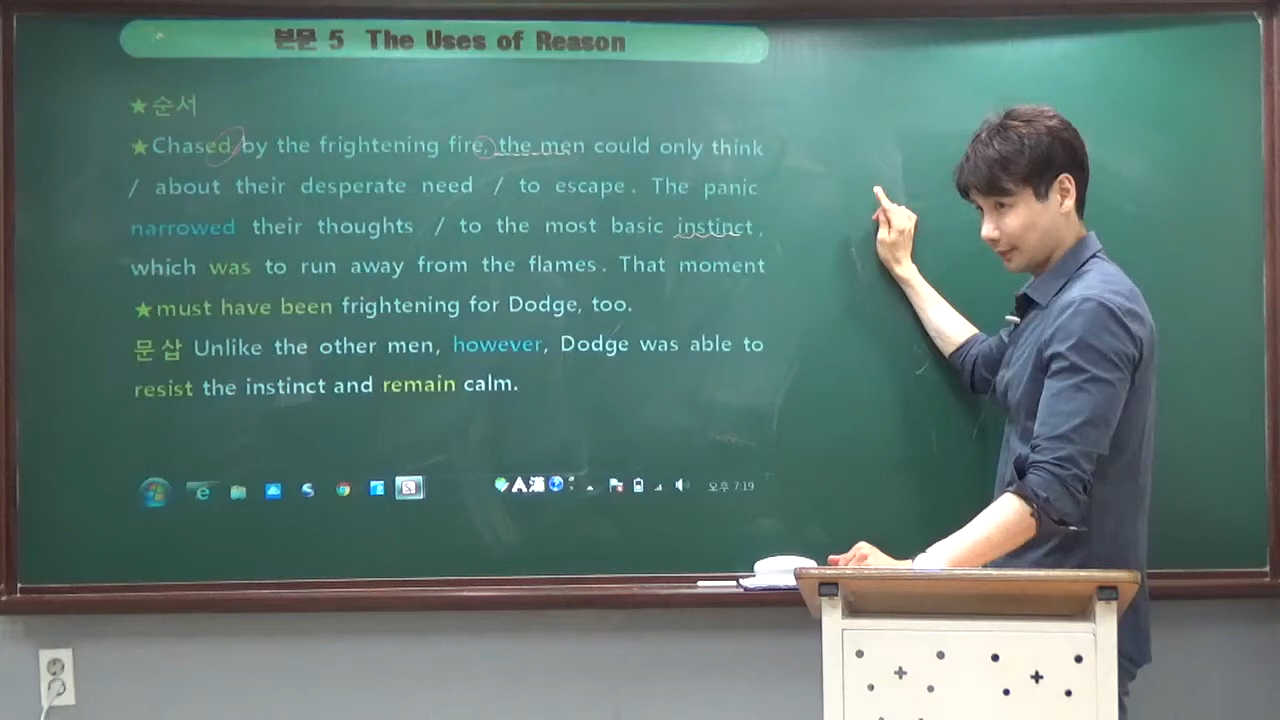 본문 5 The Uses of Reason
★순서
★Chased by the frightening fire, the men could only think
/ about their desperate need / to escape. The panic
narrowed their thoughts / to the most basic instinct,
which was to run away from the flames. That moment
★must have been frightening for Dodge, too.
문삽 Unlike the other men, however, Dodge was able to
resist the instinct and remain calm.
A漢
오후 7:19